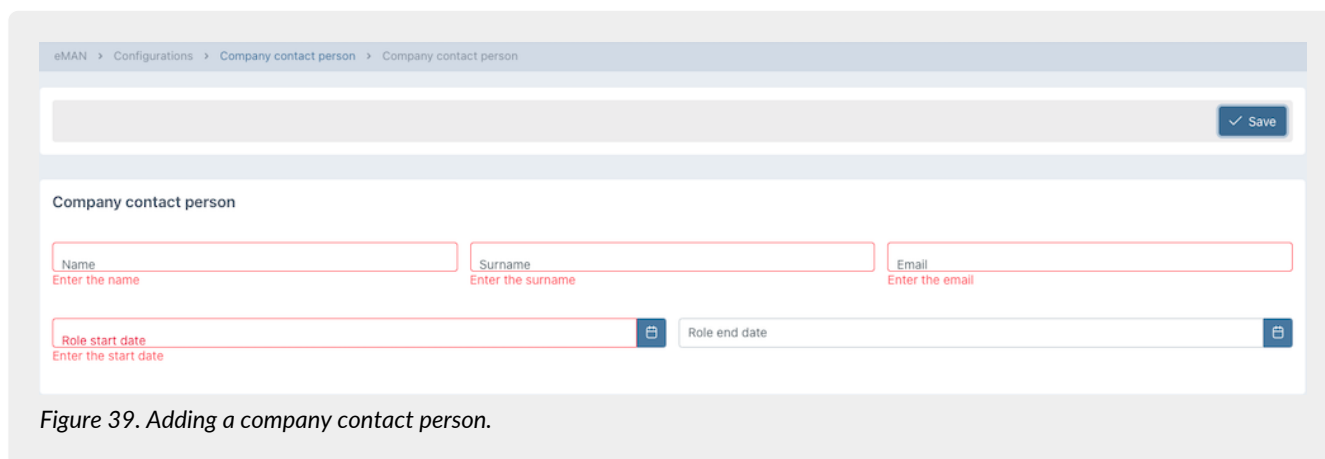 eMAN > Configurations > Company contact person > Company contact person
Save
Company contact person
Name Surname Email
Enter the name Enter the surname Enter the email
Role start date Role end date
Enter the start date
Figure 39. Adding a company contact person.